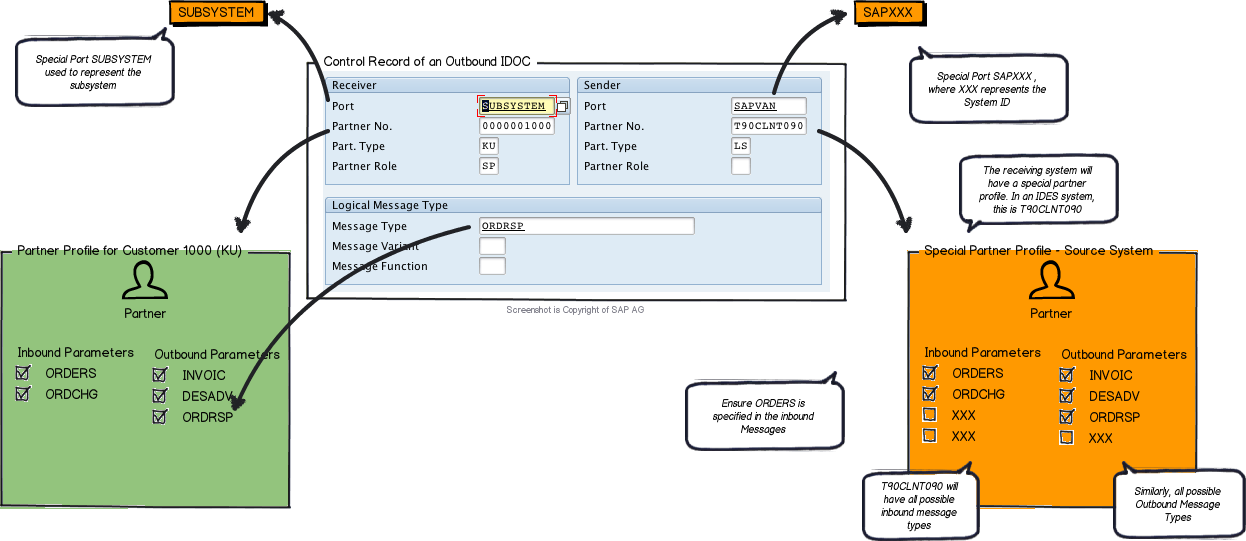 SUBSYSTEM
SAPXXX
Special Port SUBSYSTEM
used to represent the
subsystem
Control Record of an Outbound IDOC
Receiver
Port SUBSYSTEM
Partner No. 0000001000
Part. Type KU
Partner Role SP
Sender
Port SAPVAN
Partner No. T90CLNT090
Part. Type LS
Partner Role
Logical Message Type
Message Type ORDRSP
Message Variant
Message Function
Screenshot is Copyright of SAP AG
Special Port SAPXXX ,
where XXX represents the
System ID
The receiving system will
have a special partner
profile. In an IDES system,
this is T90CLNT090
Partner Profile for Customer 1000 (KU)
Partner
Inbound Parameters
ORDERS
ORDCHG
Outbound Parameters
INVOIC
DESADV
ORDRSP
Ensure ORDERS is
specified in the inbound
Messages
Special Partner Profile - Source System
Partner
Inbound Parameters
ORDERS
ORDCHG
XXX
XXX
Outbound Parameters
INVOIC
DESADV
ORDRSP
XXX
T90CLNT090 will
have all possible
inbound message
types
Similarly, all possible
Outbound Message
Types